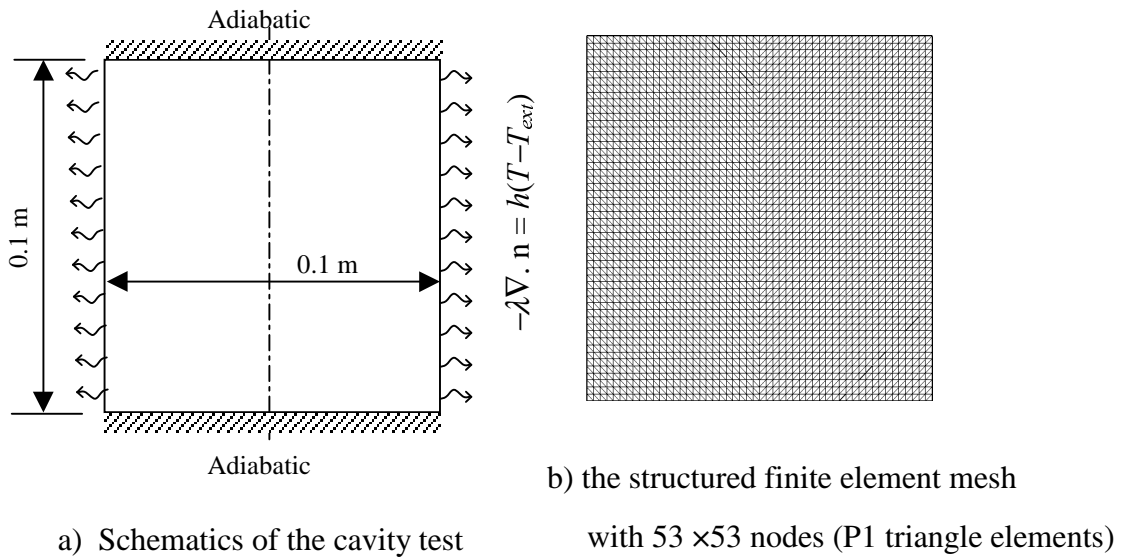 Adiabatic
0.1 m
0.1 m
−λ∇. n = h(T−T_ext)
Adiabatic
b) the structured finite element mesh
with 53 ×53 nodes (P1 triangle elements)
a) Schematics of the cavity test